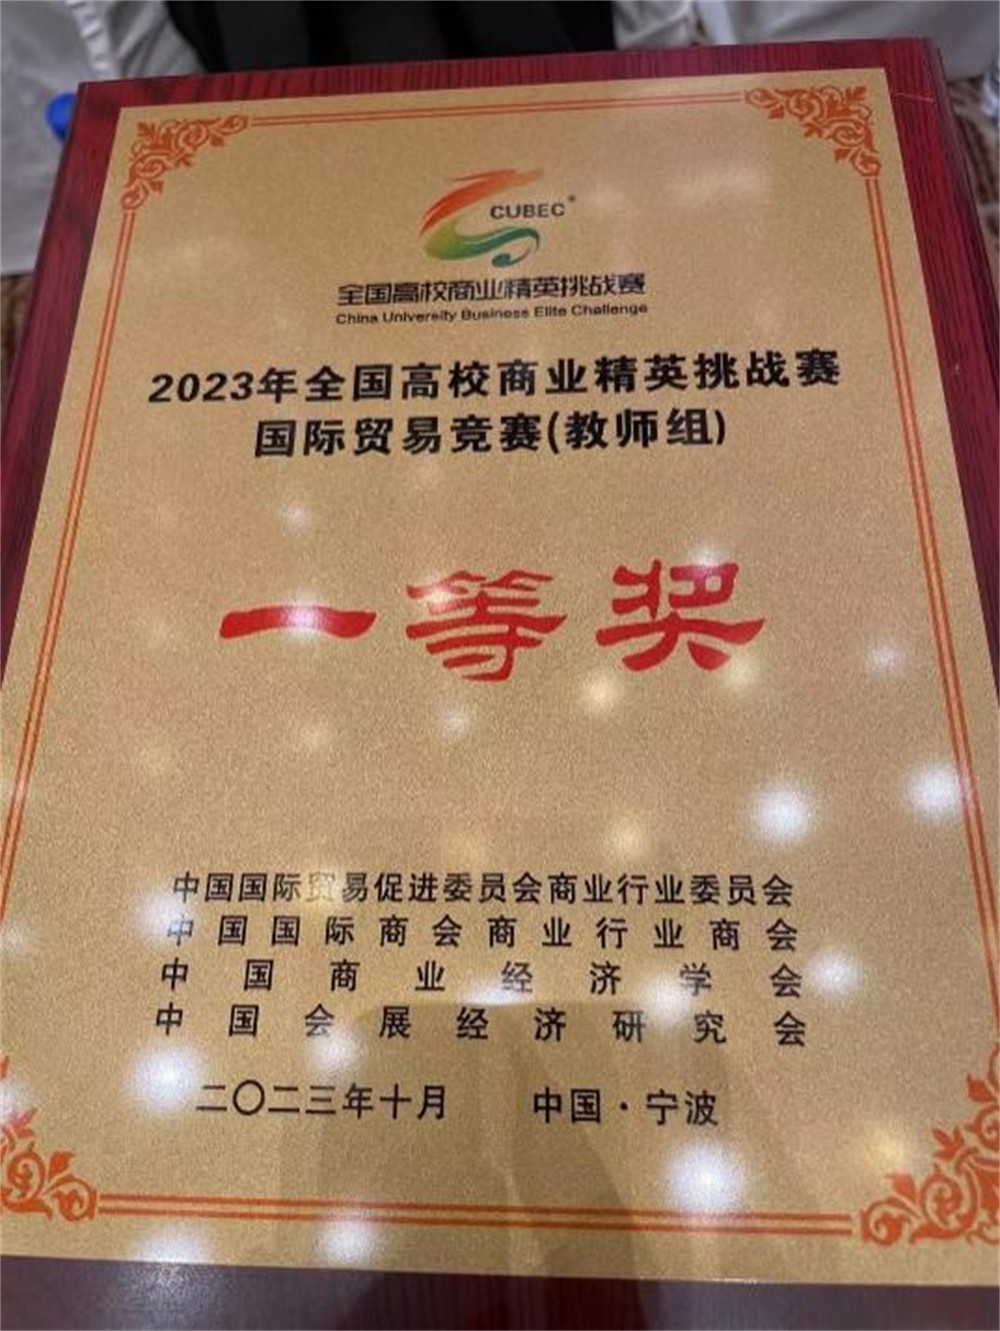 CUBEC®
全国高校商业精英挑战赛
China University Business Elite Challenge
2023年全国高校商业精英挑战赛
国际贸易竞赛(教师组)
一等奖
中国国际贸易促进委员会商业行业委员会
中国国际商会商业行业商会
中国商业经济学会
中国会展经济研究会
二〇二三年十月 中国·宁波